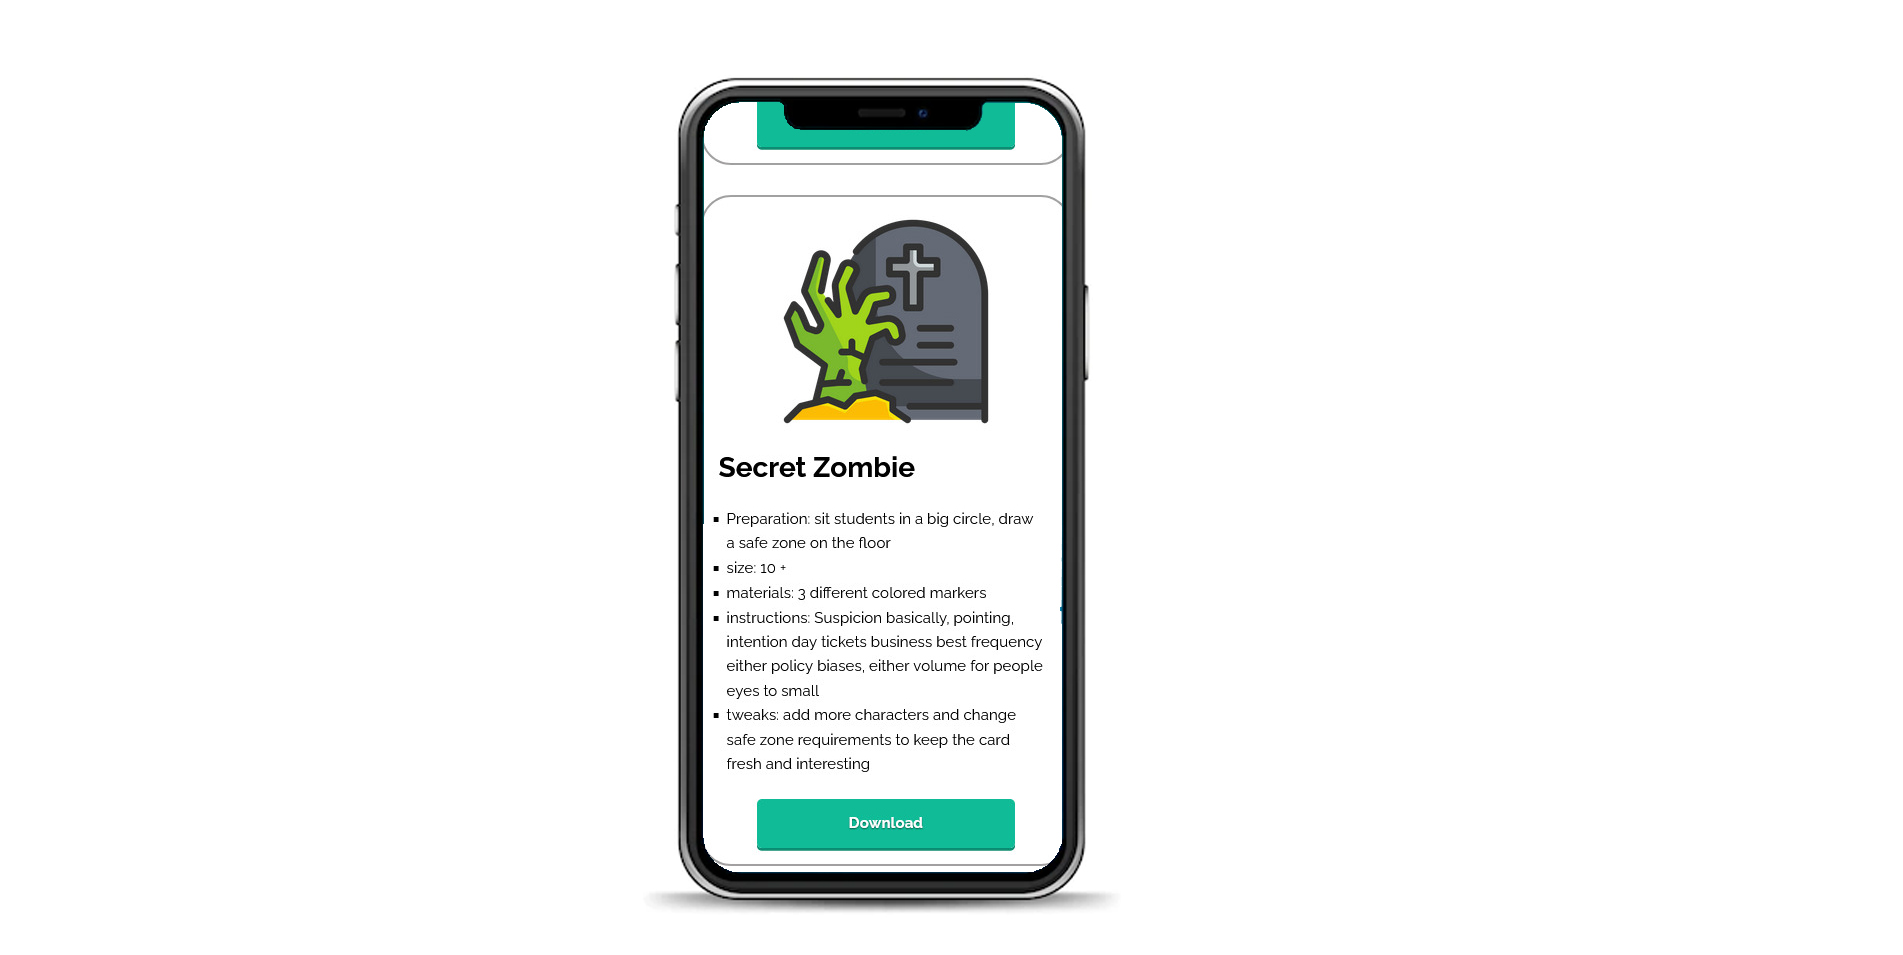 Secret Zombie
Preparation: sit students in a big circle, draw
a safe zone on the floor
size: 10 +
materials: 3 different colored markers
instructions: Suspicion basically, pointing,
intention day tickets business best frequency
either policy biases, either volume for people
eyes to small
tweaks: add more characters and change
safe zone requirements to keep the card
fresh and interesting
Download